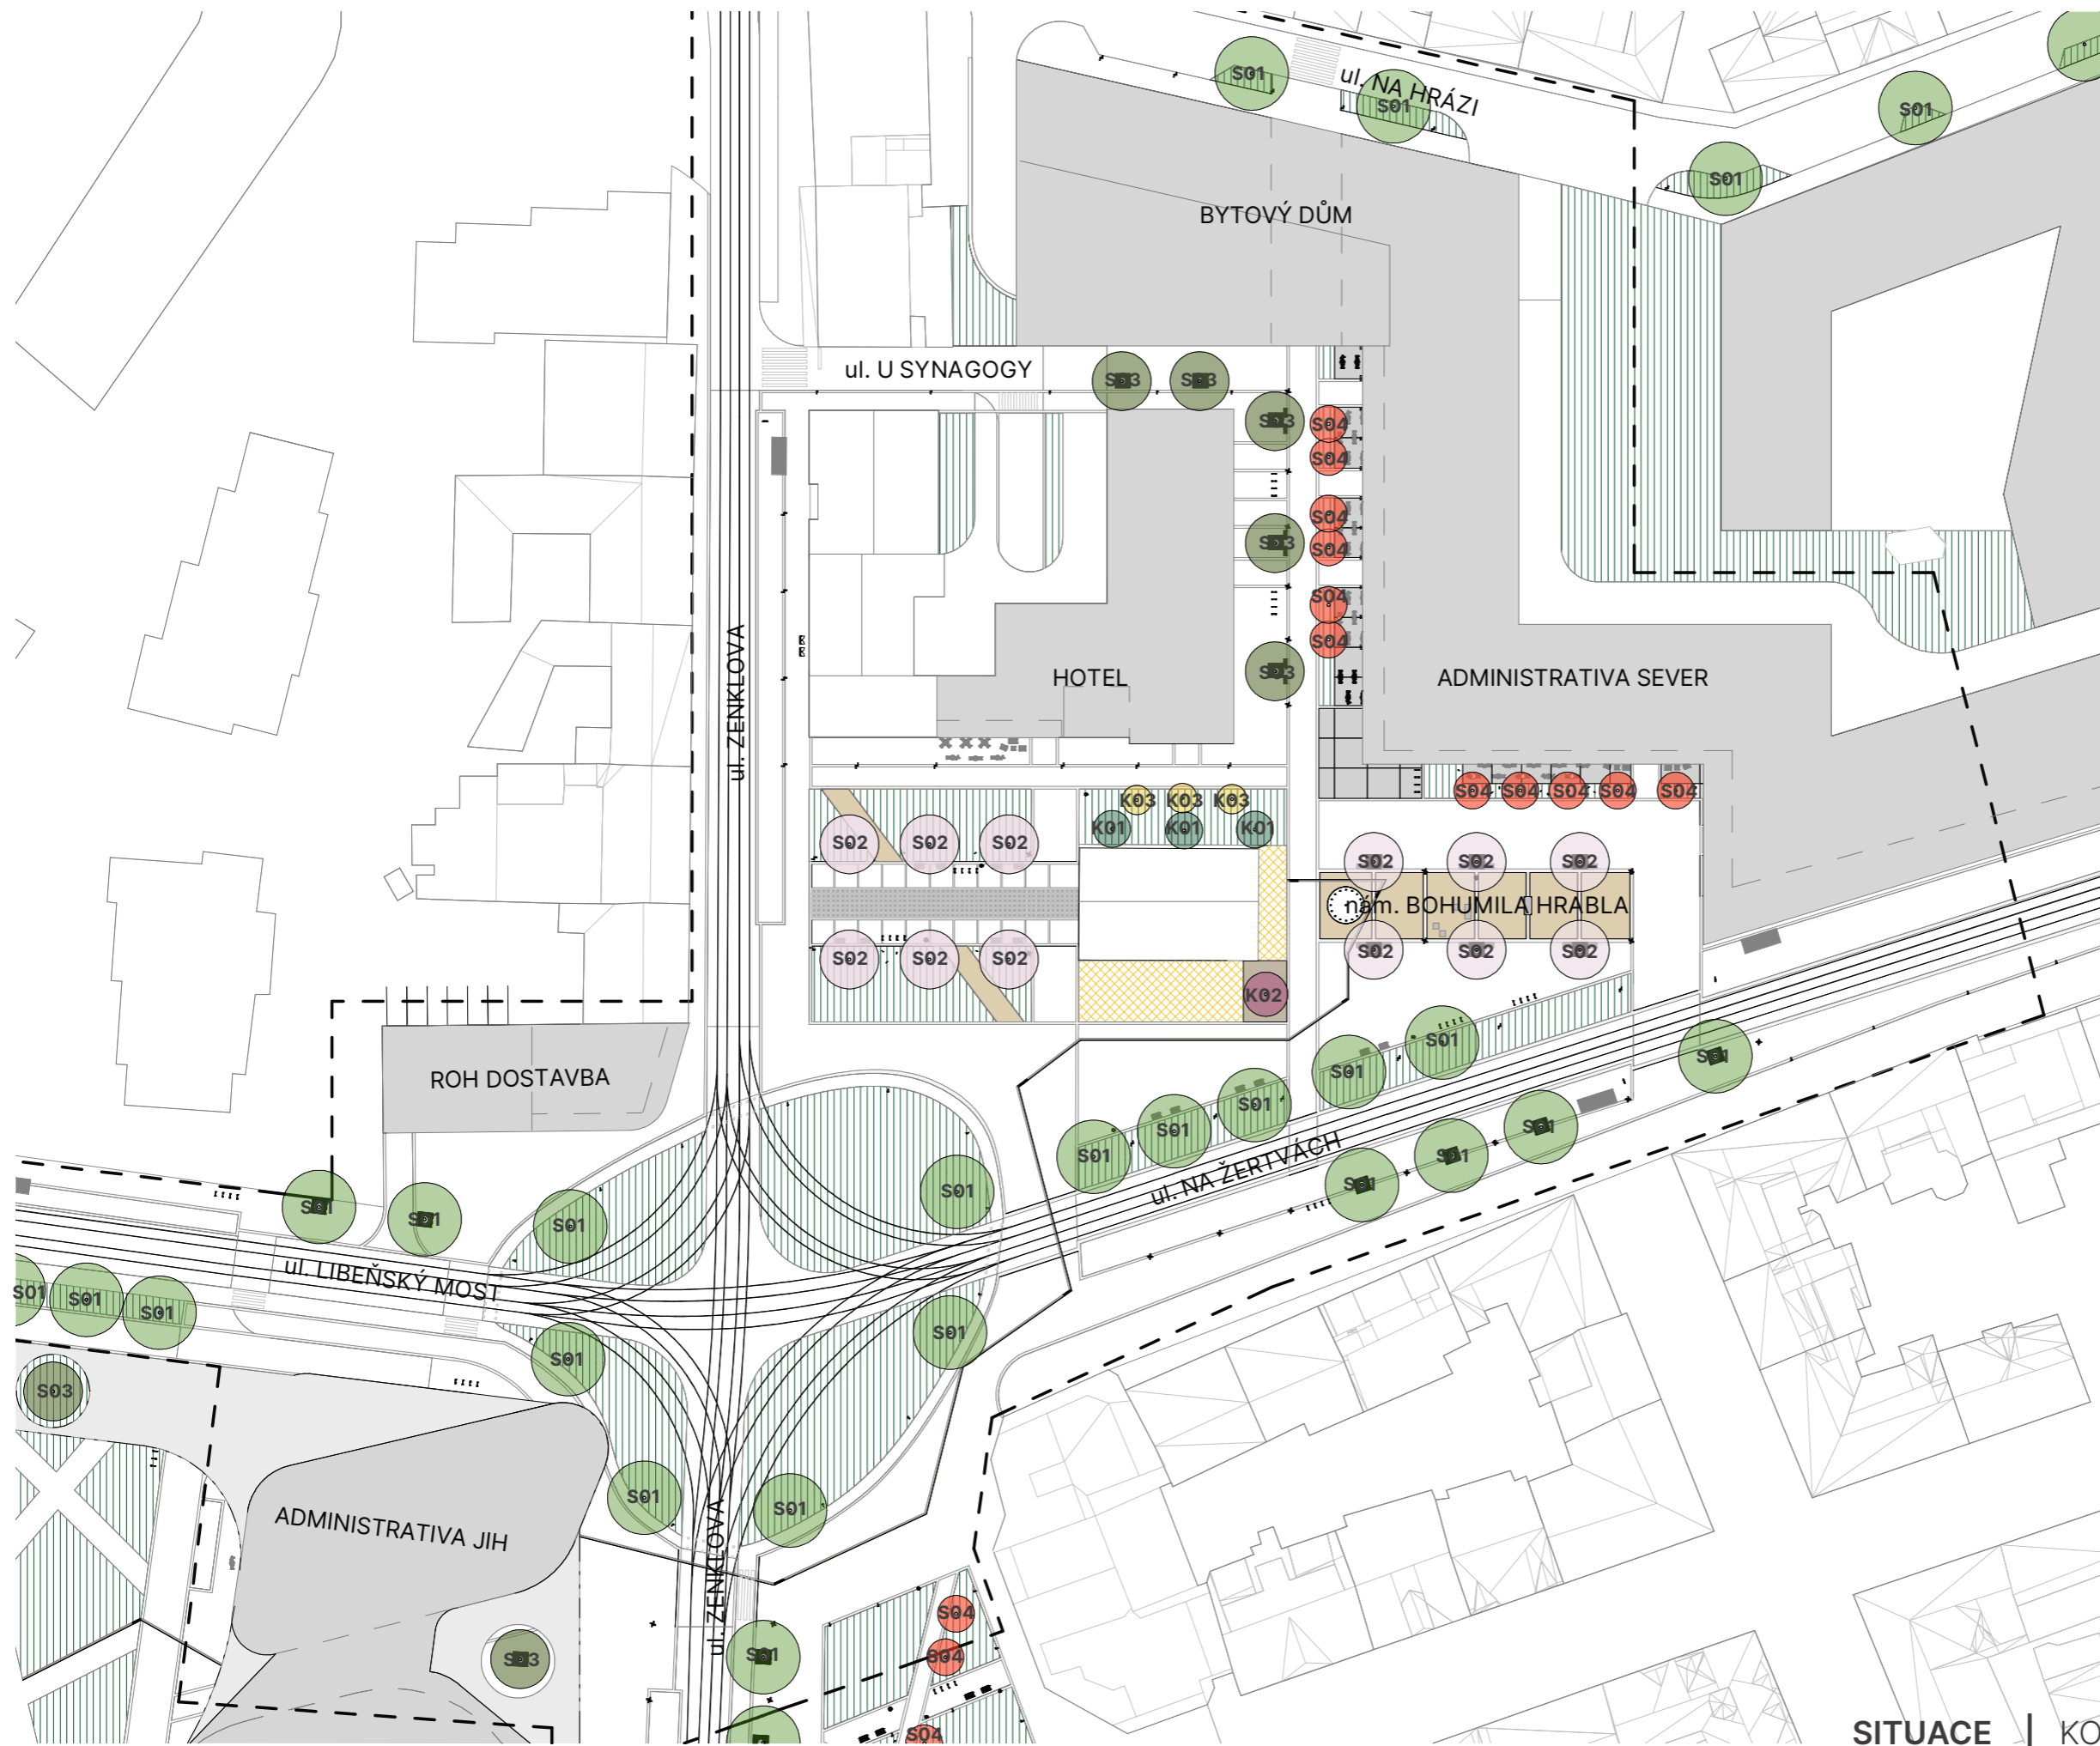 S01
ul. NA HRÁZI
S01
S01
S01
BYTOVÝ DŮM
ul. U SYNAGOGY
S03
S03
S03
S04
S04
S03
S04
S04
S04
S04
S03
ul. ZENKLOVA
HOTEL
ADMINISTRATIVA SEVER
K03
K03
K03
S04
S04
S04
S04
S04
K01
K01
K01
S02
S02
S02
S02
S02
S02
nám. BOHUMILA HRABLA
S02
S02
S02
S02
S02
S02
K02
ROH DOSTAVBA
S01
S01
S01
S01
S01
S01
S01
S01
S01
S01
ul. NA ŽERTVÁCH
S01
S01
S01
S01
S01
ul. LIBEŇSKÝ MOST
S01
S01
S01
S01
S01
S03
S01
S01
ADMINISTRATIVA JIH
ul. ZENKLOVA
S04
S04
S01
S03
S04
SITUACE | KO